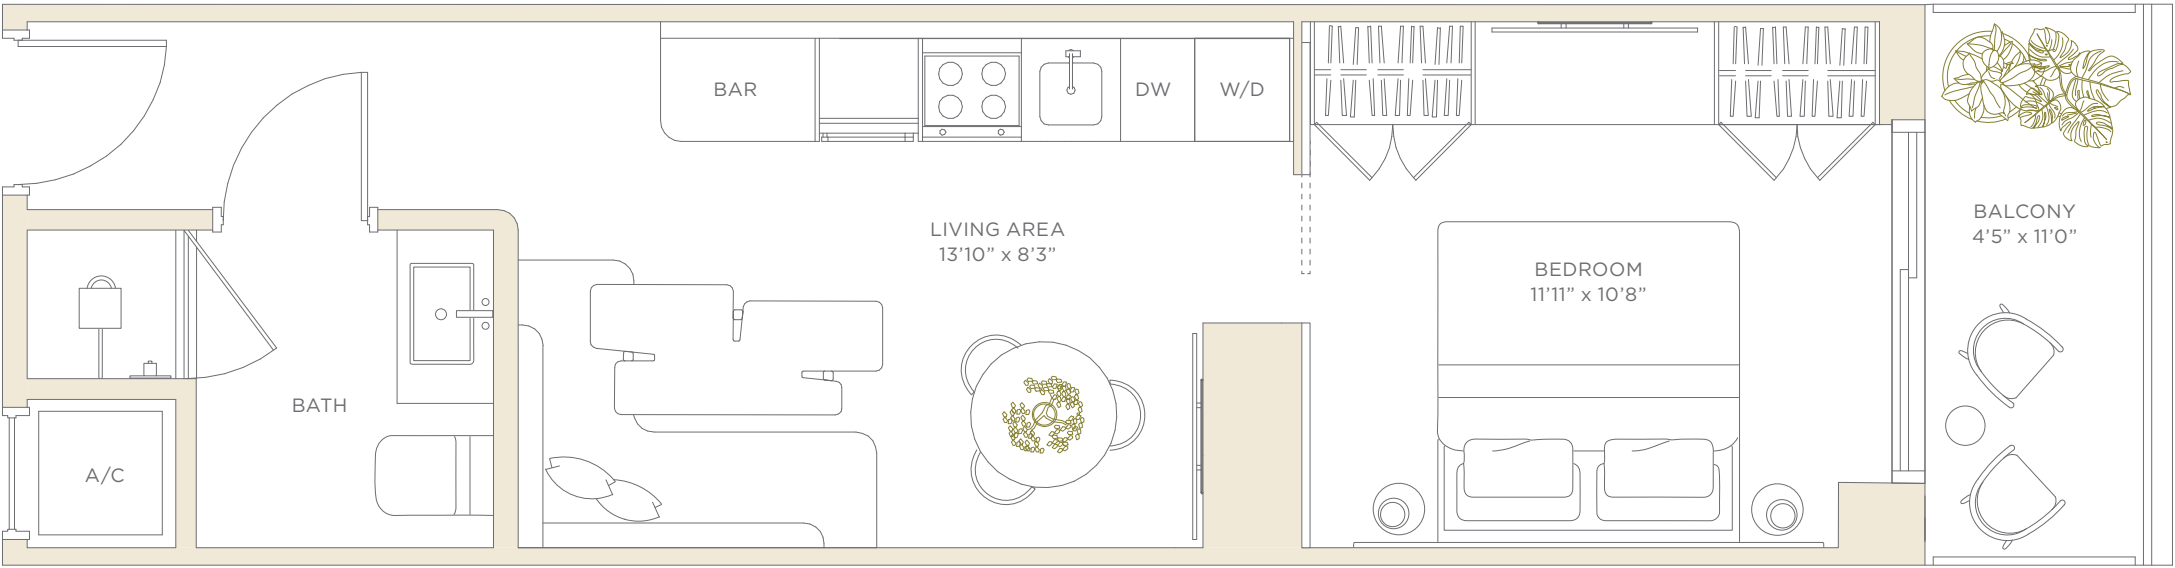 BAR
DW
W/D
LIVING AREA
13’10” x 8’3”
BALCONY
4’5” x 11’0”
BEDROOM
11’11” x 10’8”
BATH
A/C